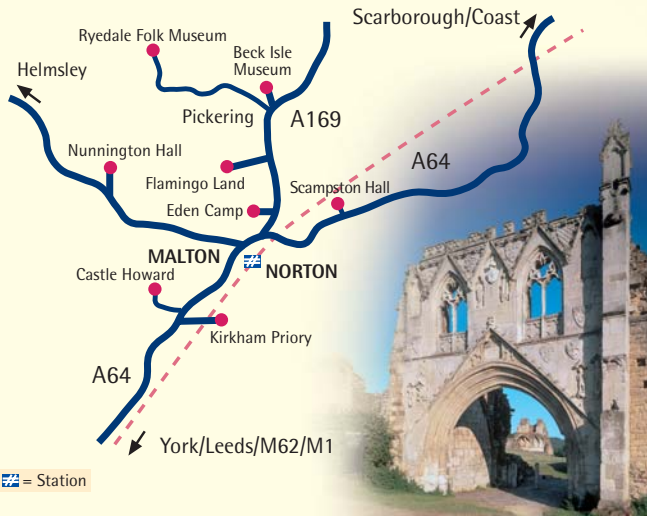 Scarborough/Coast
Ryedale Folk Museum
Beck Isle
Museum
Helmsley
Pickering
A169
Nunnington Hall
A64
Flamingo Land
Scampston Hall
Eden Camp
MALTON
NORTON
Castle Howard
Kirkham Priory
A64
York/Leeds/M62/M1
= Station